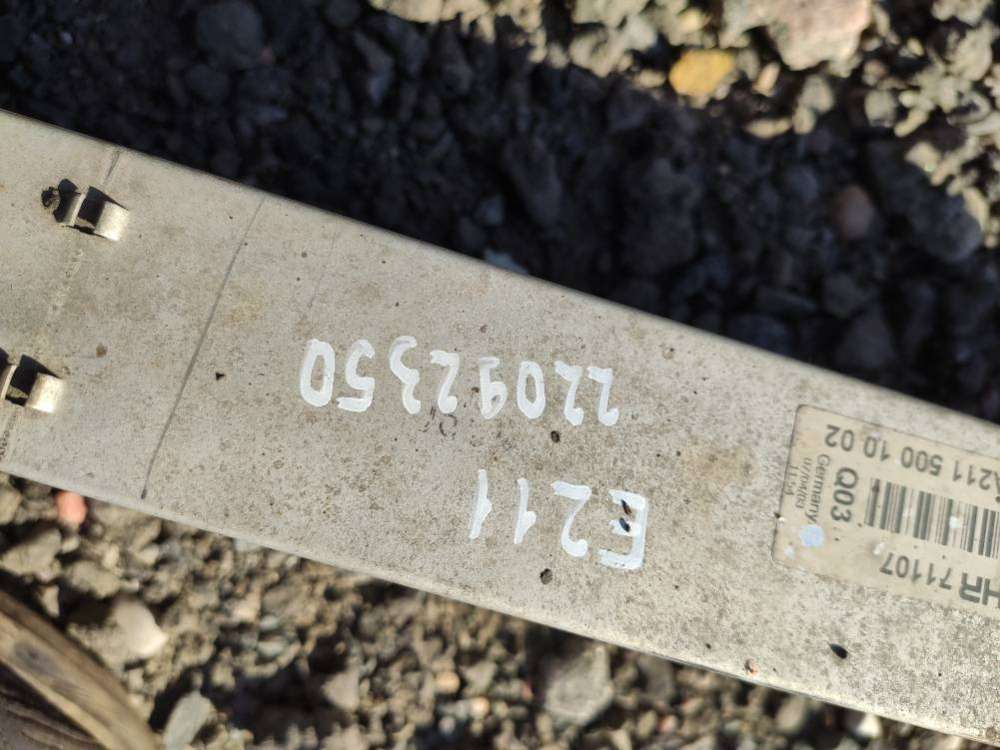 E211
22092350
HR 71107
Q03
Germany
211 500 10 02